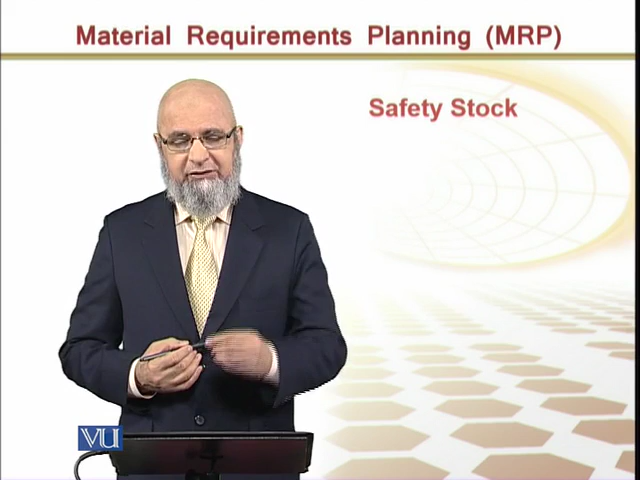 Material Requirements Planning (MRP)
Safety Stock
VU